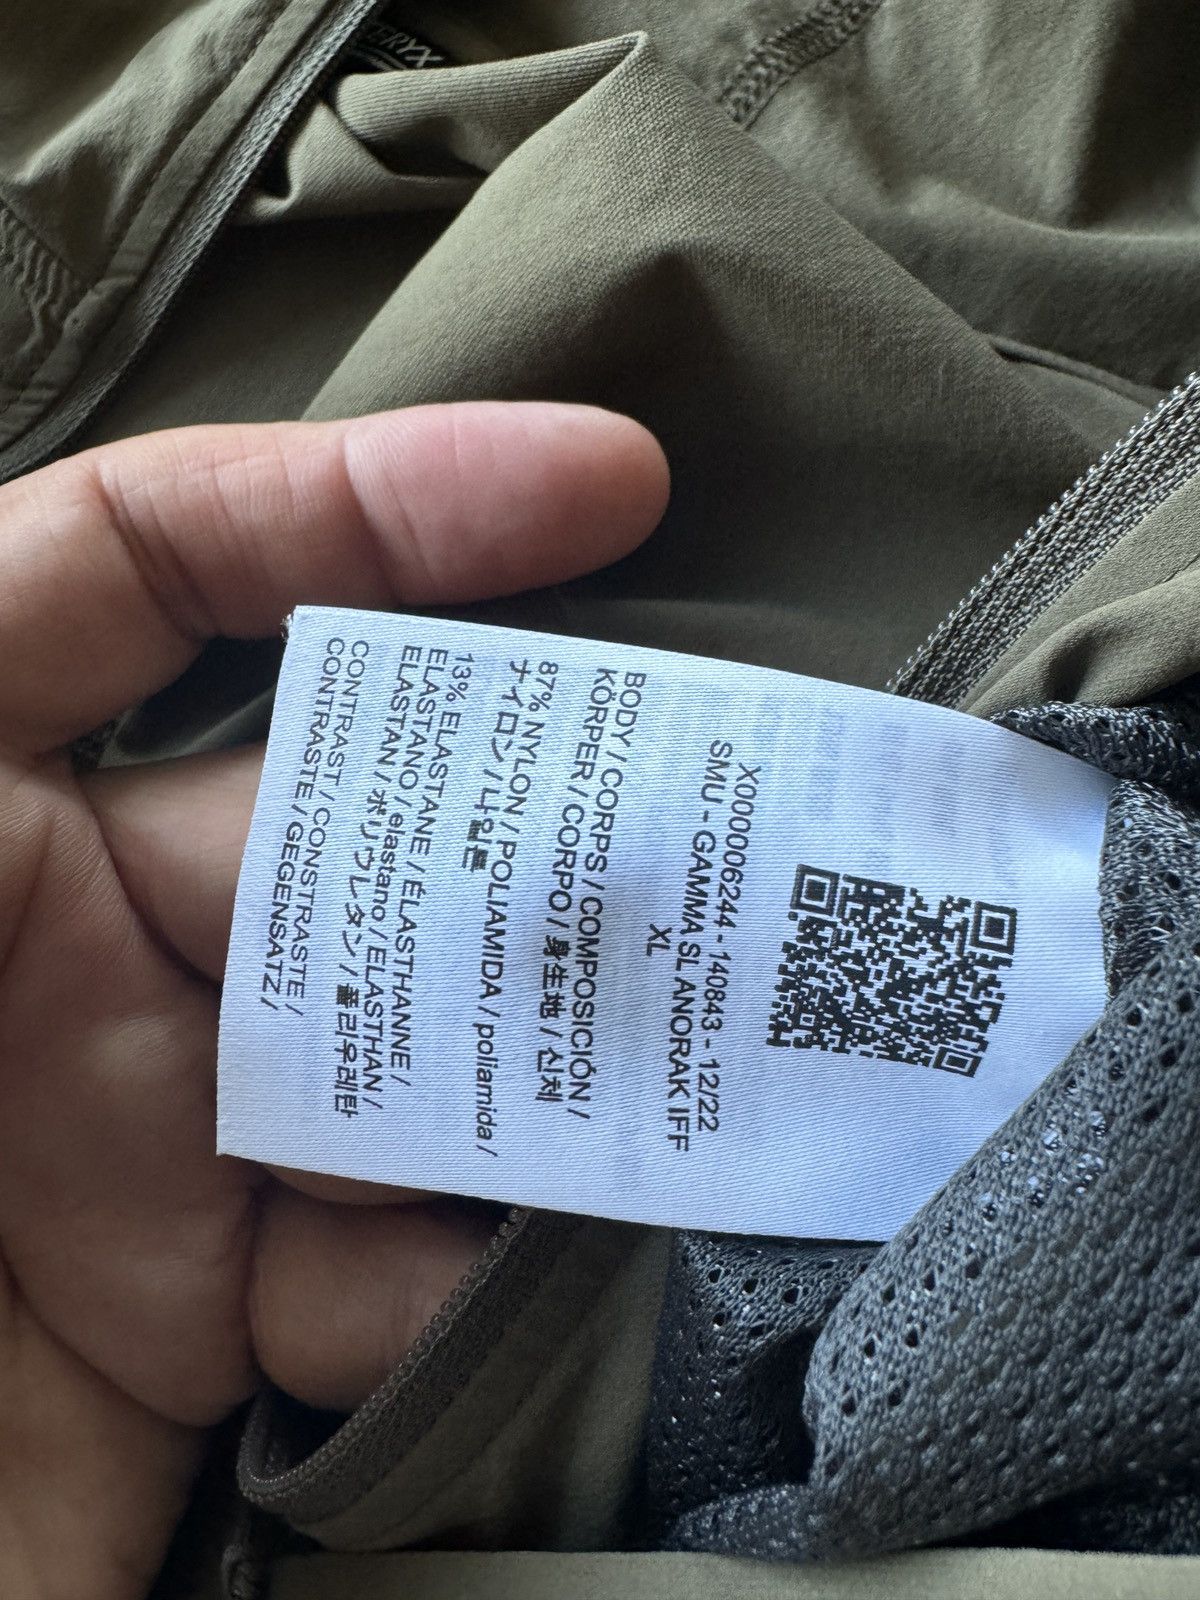 TERYX
X000006244 - 140843 - 12/22
SMU - GAMMA SL ANORAK IFF
XL
BODY / CORPS / COMPOSICIÓN /
KÖRPER / CORPO / 身生地 / 신체
87% NYLON / POLIAMIDA / poliamida /
ナイロン / 나일론
13% ELASTANE / ÉLASTHANNE /
ELASTANO / elastano / ELASTHAN /
ELASTAN / ポリウレタン / 폴리우레탄
CONTRAST / CONSTRASTE /
CONTRASTE / GEGENSATZ /